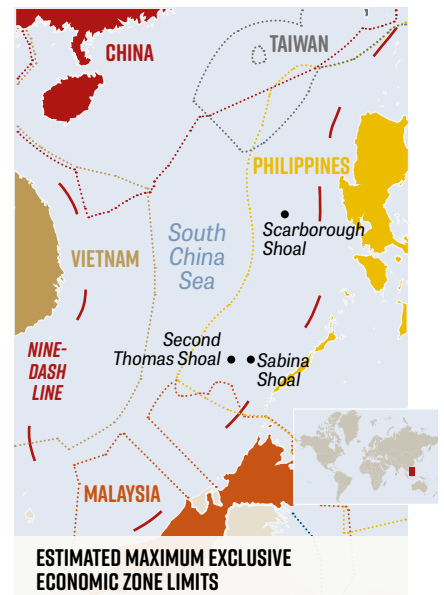 CHINA
TAIWAN
PHILIPPINES
Scarborough
Shoal
South
China
Sea
VIETNAM
Second
Thomas Shoal
Sabina
Shoal
NINE-
DASH
LINE
MALAYSIA
ESTIMATED MAXIMUM EXCLUSIVE
ECONOMIC ZONE LIMITS